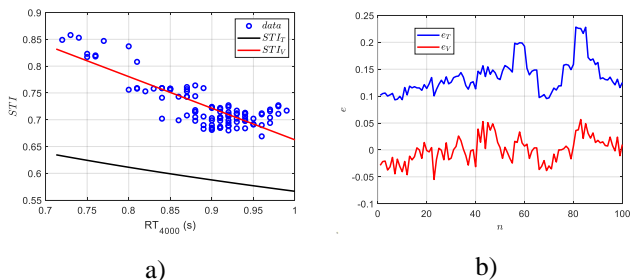 0.9
0.85
0.8
0.75
0.7
0.65
0.6
0.55
STI
data
STI_T
STI_V
0.7 0.75 0.8 0.85 0.9 0.95 1
RT_4000 (s)
a)
0.25
0.2
0.15
0.1
0.05
0
-0.05
-0.1
e
e_T
e_V
0 20 40 60 80 100
n
b)